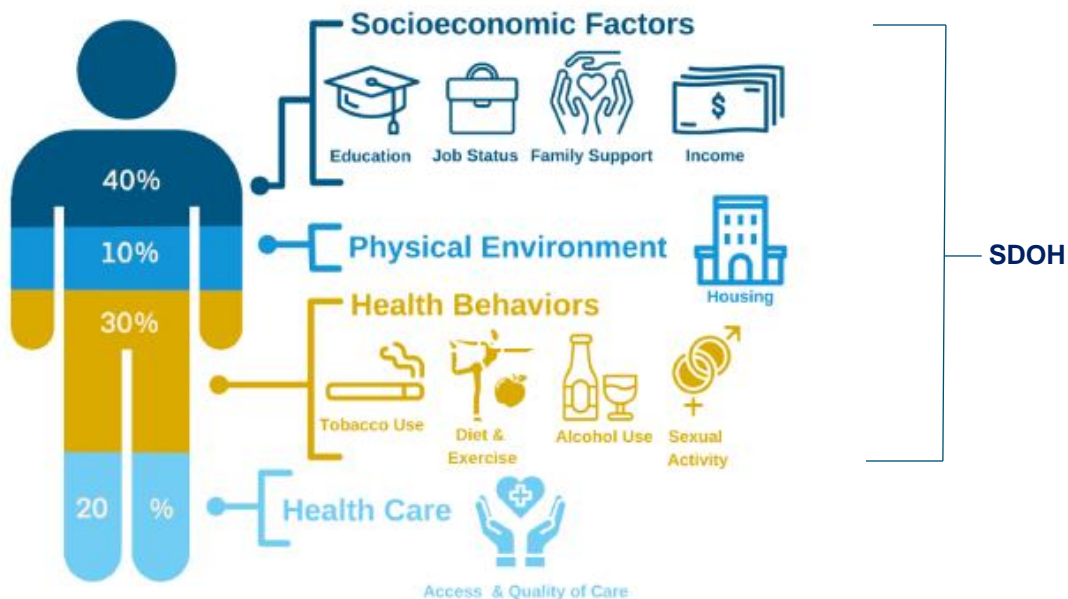 Socioeconomic Factors
$
Education Job Status Family Support Income
40%
10%
Physical Environment
Housing
SDOH
30%
Health Behaviors
Tobacco Use
Diet &
Exercise
Alcohol Use
Sexual
Activity
20 %
Health Care
Access & Quality of Care